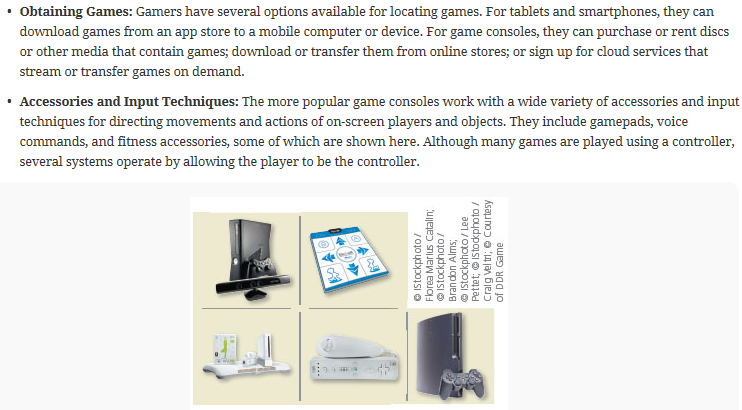 • Obtaining Games: Gamers have several options available for locating games. For tablets and smartphones, they can
download games from an app store to a mobile computer or device. For game consoles, they can purchase or rent discs
or other media that contain games; download or transfer them from online stores; or sign up for cloud services that
stream or transfer games on demand.
• Accessories and Input Techniques: The more popular game consoles work with a wide variety of accessories and input
techniques for directing movements and actions of on-screen players and objects. They include gamepads, voice
commands, and fitness accessories, some of which are shown here. Although many games are played using a controller,
several systems operate by allowing the player to be the controller.
© iStockphoto /
Florea Marius Catalin;
© iStockphoto /
Brandon Alms;
© iStockphoto / Lee
Pettet; © iStockphoto /
Craig Veltri; © Courtesy
of DDR Game